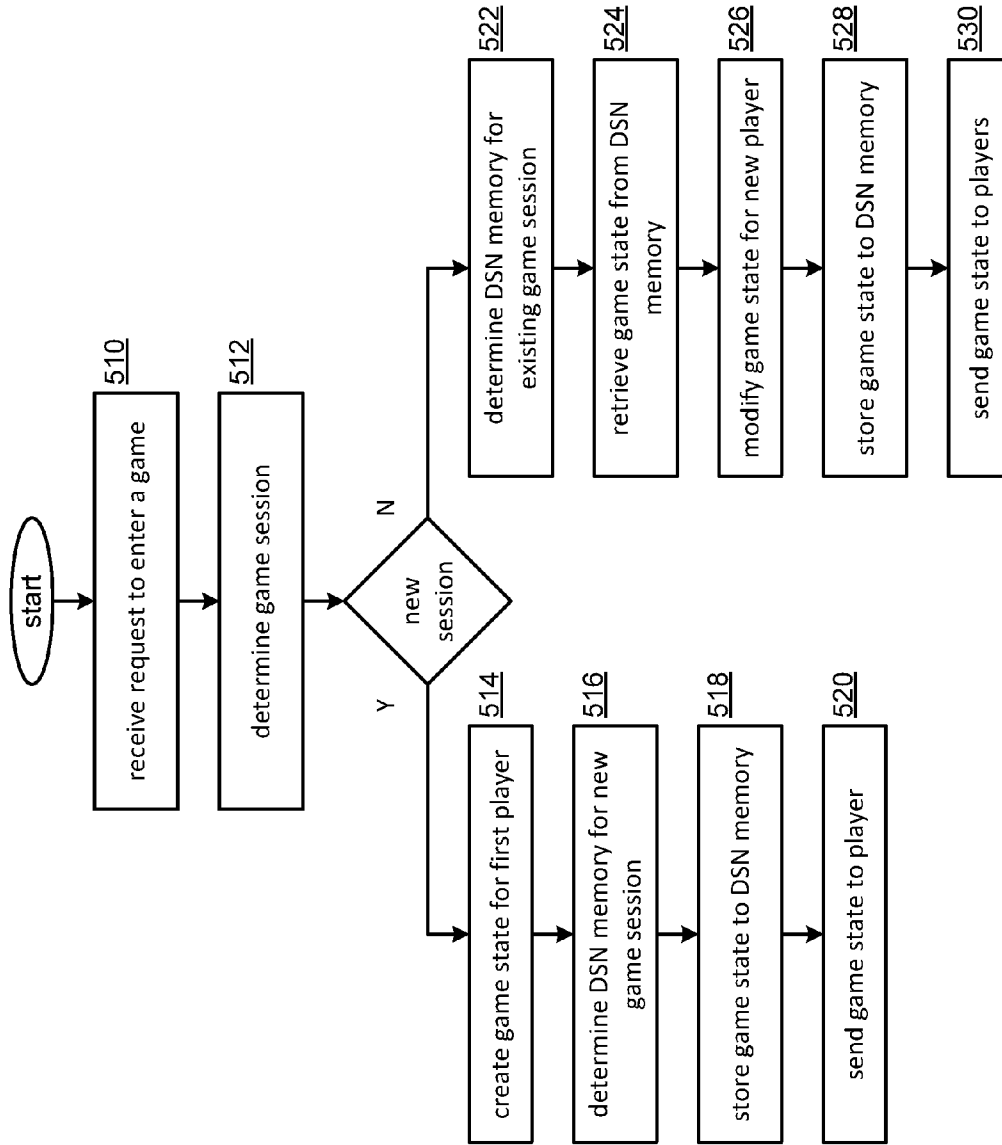 start
receive request to enter a game
510
determine game session
512
new
session
Y
N
create game state for first player
514
determine DSN memory for new
game session
516
store game state to DSN memory
518
send game state to player
520
determine DSN memory for
existing game session
522
retrieve game state from DSN
memory
524
modify game state for new player
526
store game state to DSN memory
528
send game state to players
530